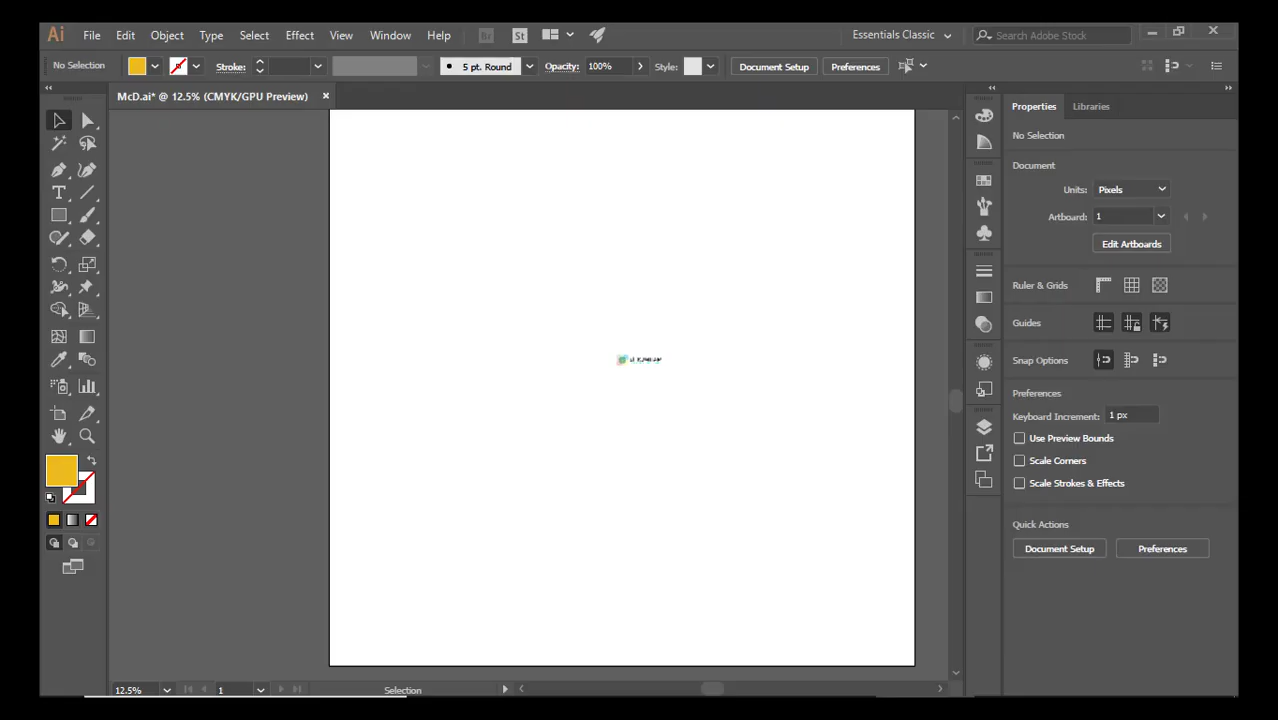 Ai File Edit Object Type Select Effect View Window Help Br St Essentials Classic Search Adobe Stock
No Selection Stroke: 5 pt. Round Opacity: 100% Style: Document Setup Preferences
McD.ai* @ 12.5% (CMYK/GPU Preview)
Properties Libraries
No Selection
Document
Units: Pixels
Artboard: 1
Edit Artboards
Ruler & Grids
Guides
Snap Options
Preferences
Keyboard Increment: 1 px
Use Preview Bounds
Scale Corners
Scale Strokes & Effects
Quick Actions
Document Setup Preferences
12.5% 1 Selection